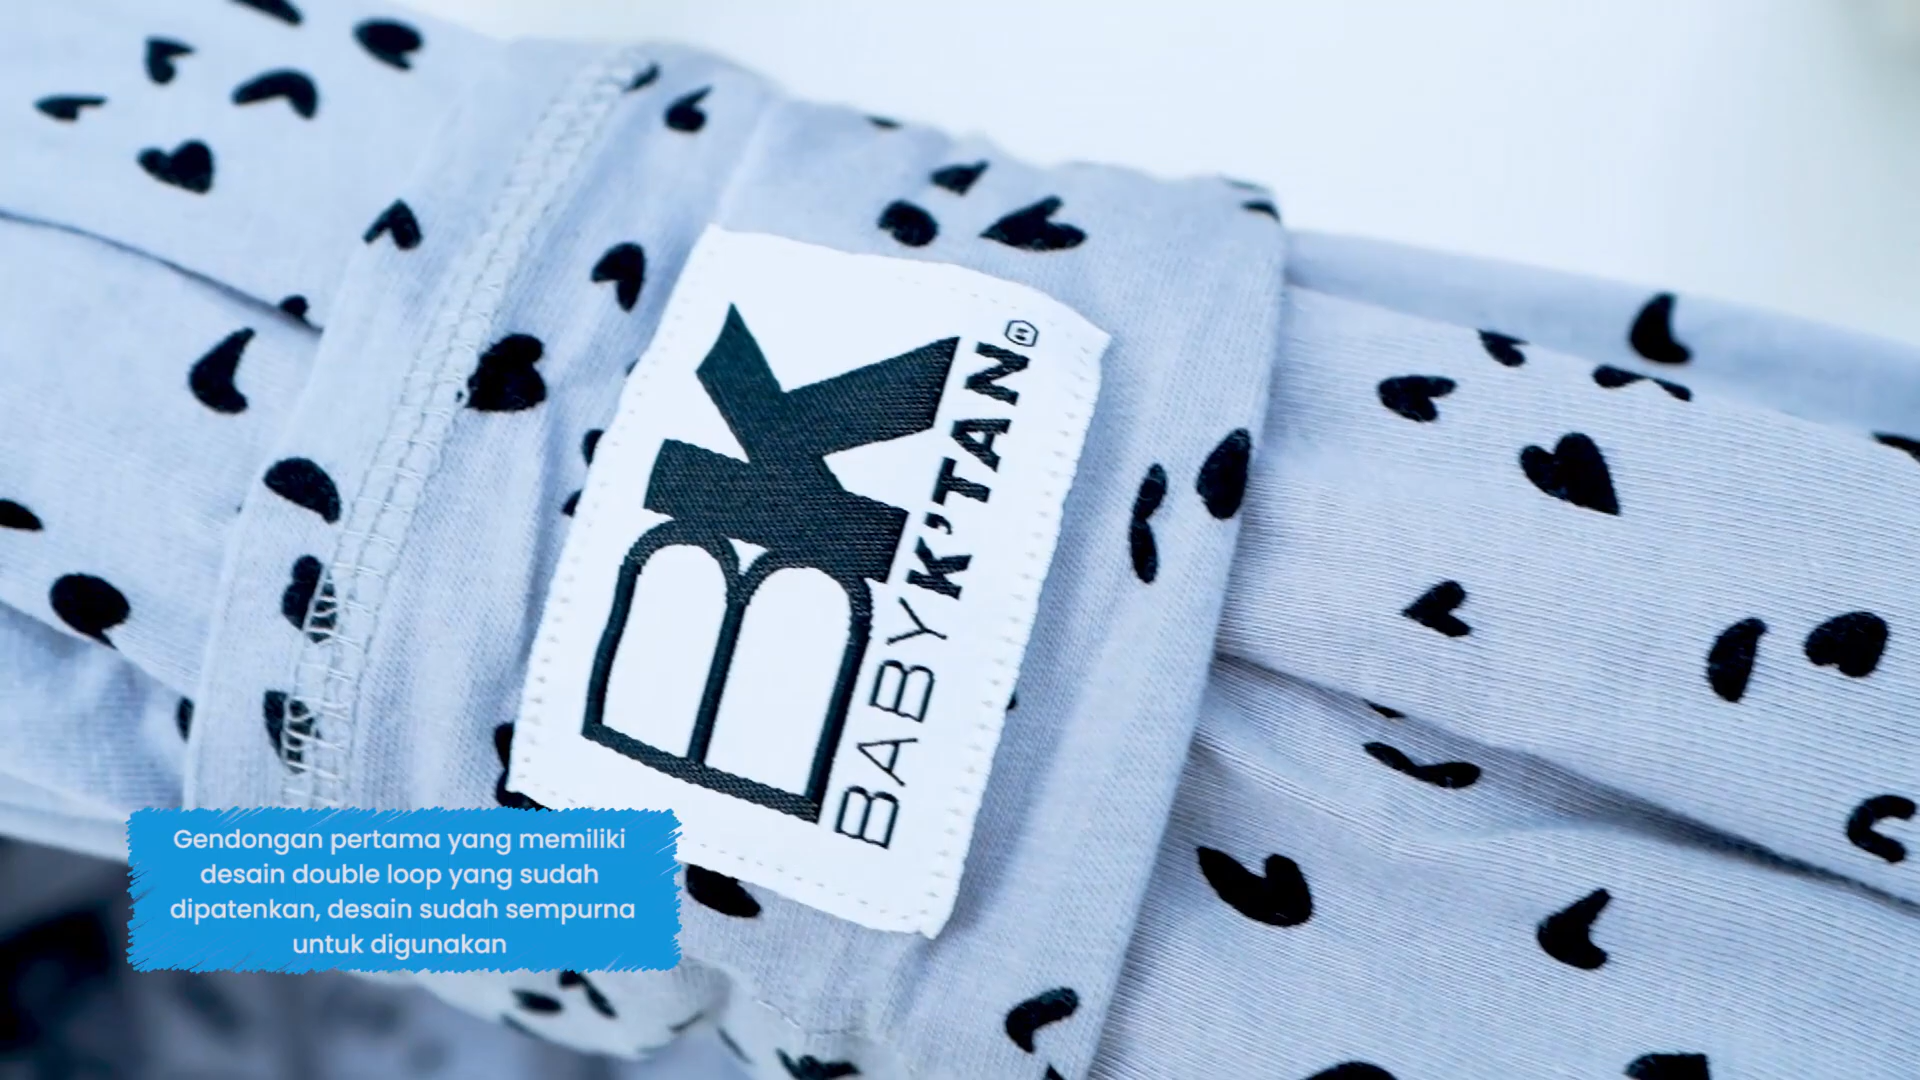 BK
BABYK'TAN®
Gendongan pertama yang memiliki
desain double loop yang sudah
dipatenkan, desain sudah sempurna
untuk digunakan